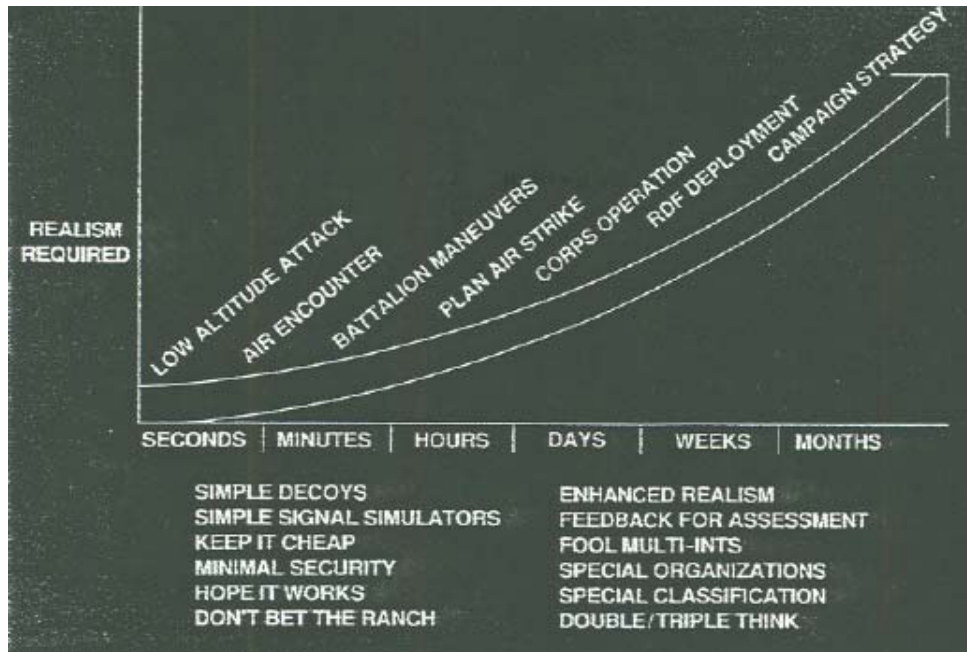 REALISM
REQUIRED
LOW ALTITUDE ATTACK
AIR ENCOUNTER
BATTALION MANEUVERS
PLAN AIR STRIKE
CORPS OPERATION
RDF DEPLOYMENT
CAMPAIGN STRATEGY
SECONDS
MINUTES
HOURS
DAYS
WEEKS
MONTHS
SIMPLE DECOYS
SIMPLE SIGNAL SIMULATORS
KEEP IT CHEAP
MINIMAL SECURITY
HOPE IT WORKS
DON'T BET THE RANCH
ENHANCED REALISM
FEEDBACK FOR ASSESSMENT
FOOL MULTI-INTS
SPECIAL ORGANIZATIONS
SPECIAL CLASSIFICATION
DOUBLE/TRIPLE THINK